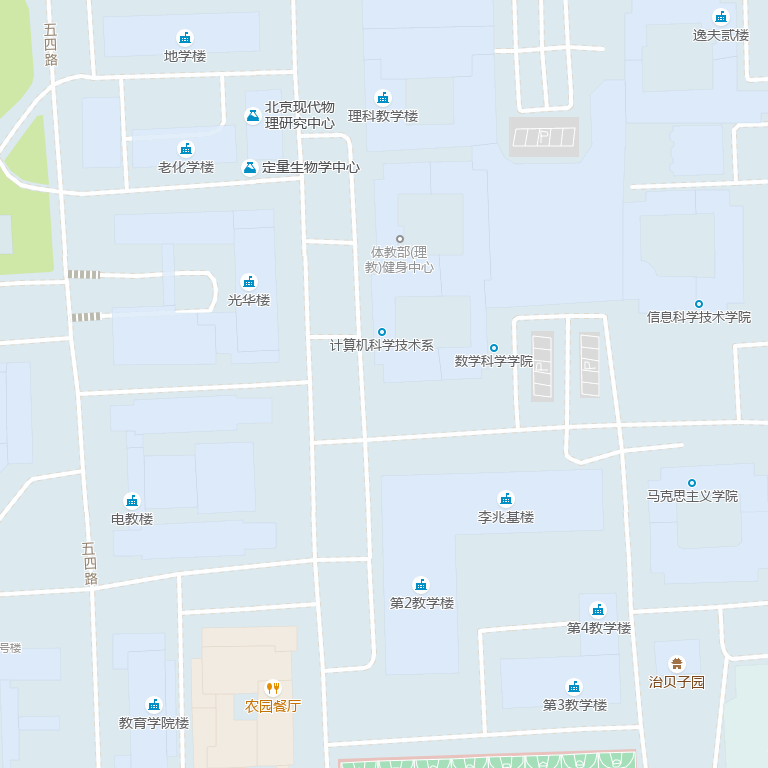 五四路
逸夫贰楼
地学楼
北京现代物
理研究中心
理科教学楼
P
老化学楼
定量生物学中心
体教部(理
教)健身中心
光华楼
信息科学技术学院
计算机科学技术系
数学科学学院
P
P
马克思主义学院
电教楼
李兆基楼
五四路
第2教学楼
第4教学楼
号楼
治贝子园
农园餐厅
第3教学楼
教育学院楼